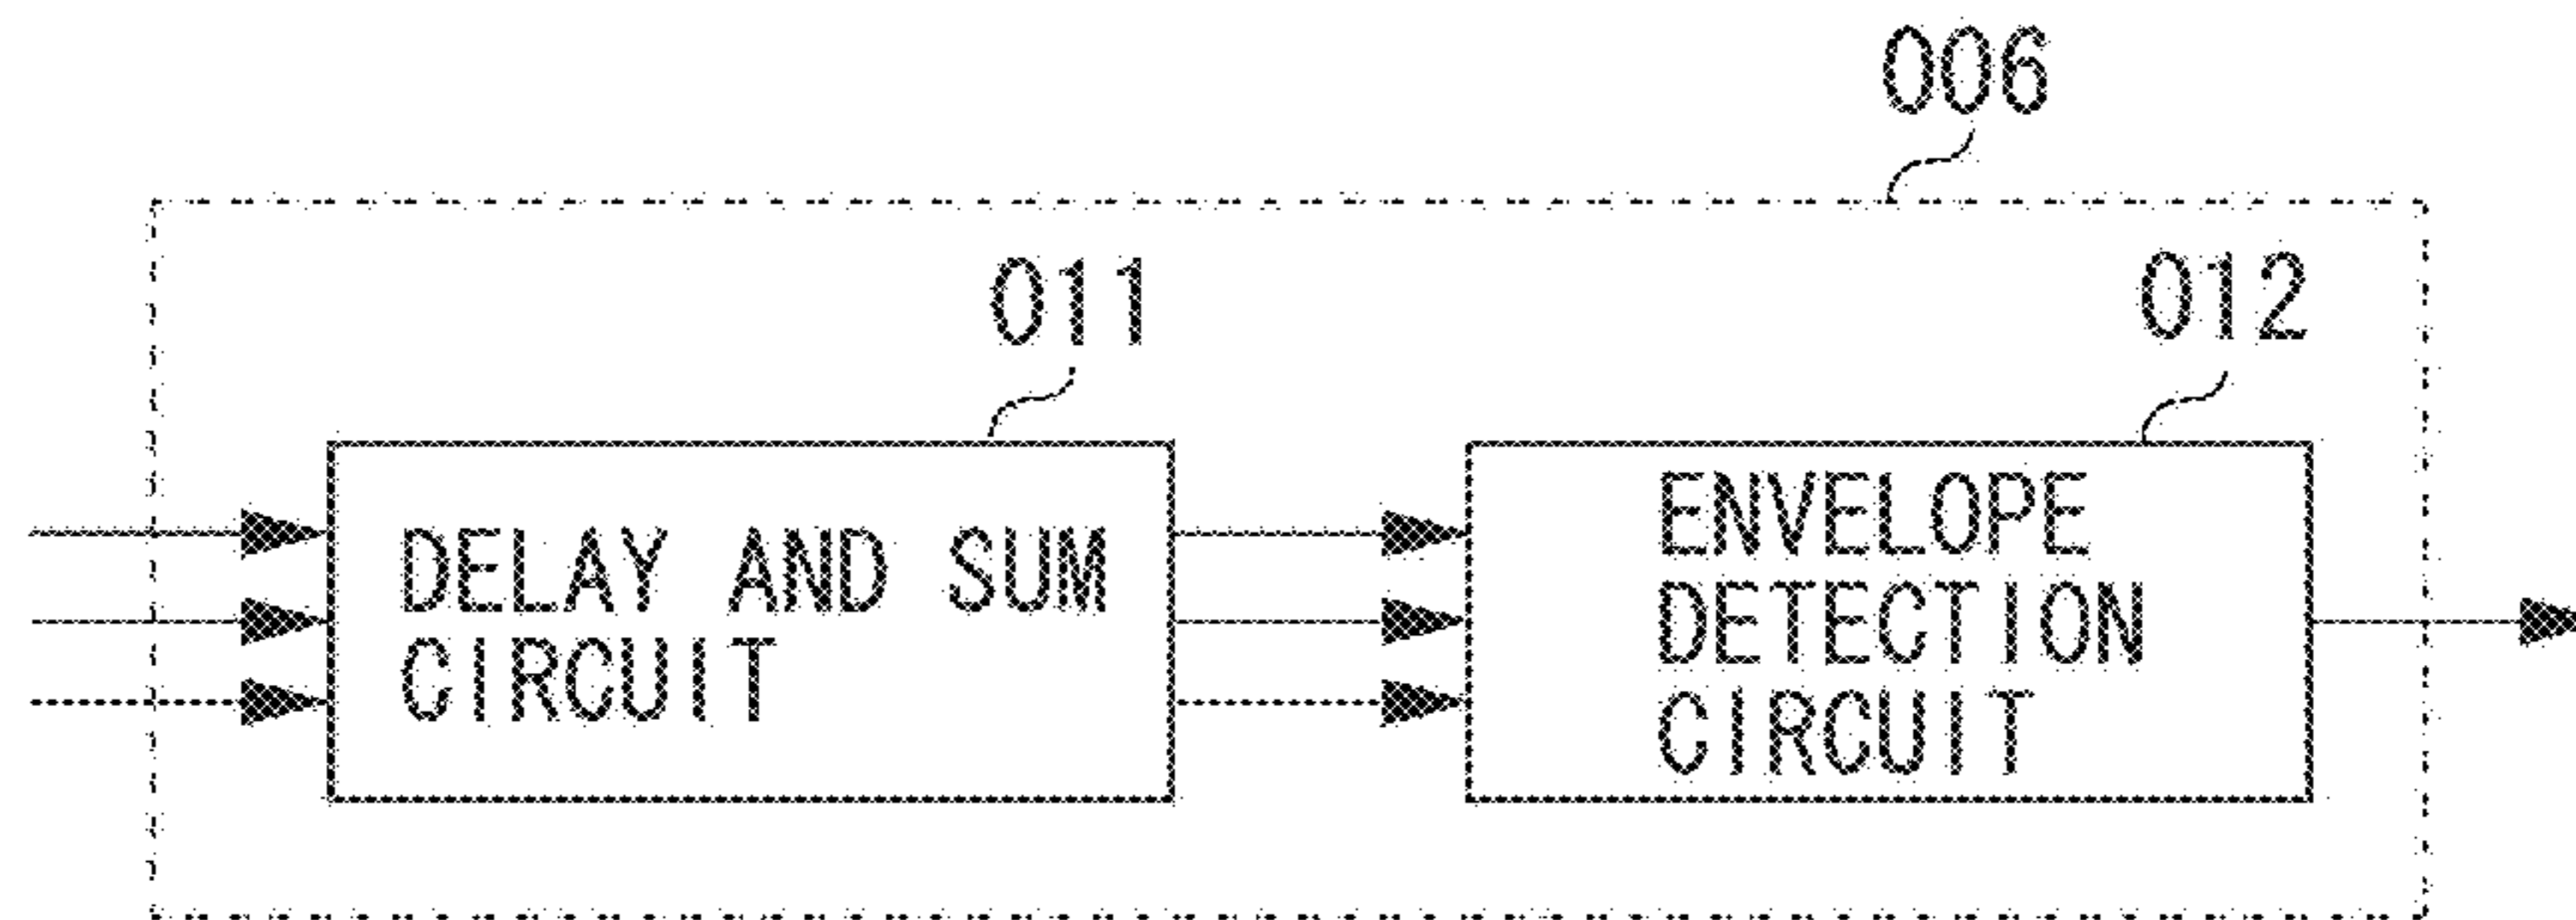 006
011
012
DELAY AND SUM
CIRCUIT
ENVELOPE
DETECTION
CIRCUIT